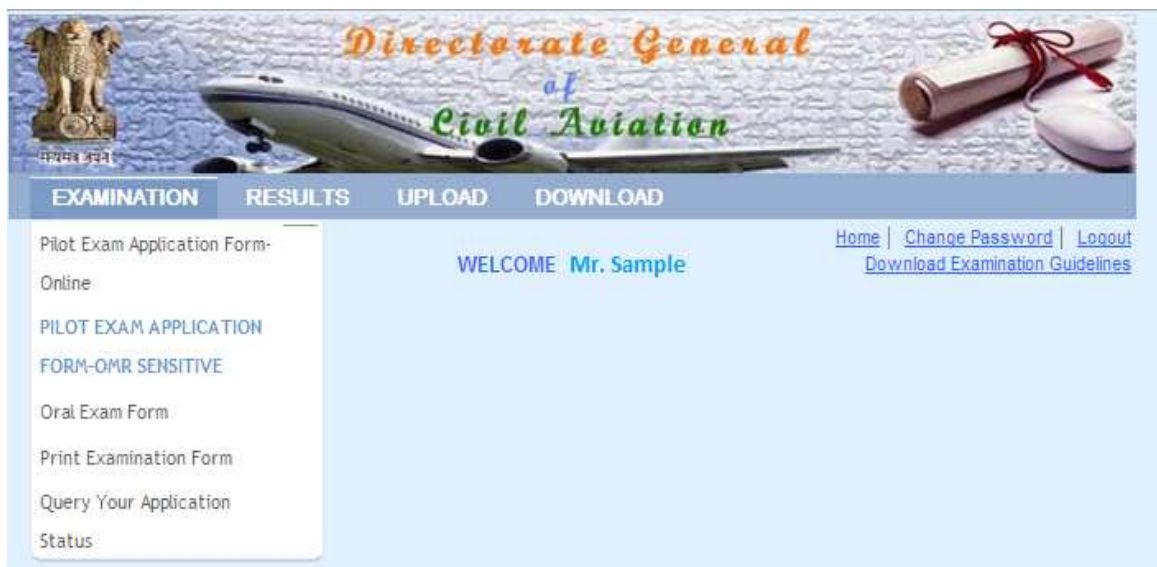 Directorate General
of
Civil Aviation
EXAMINATION RESULTS UPLOAD DOWNLOAD
Home | Change Password | Logout
Download Examination Guidelines
WELCOME Mr. Sample
Pilot Exam Application Form-
Online
PILOT EXAM APPLICATION
FORM-OMR SENSITIVE
Oral Exam Form
Print Examination Form
Query Your Application
Status